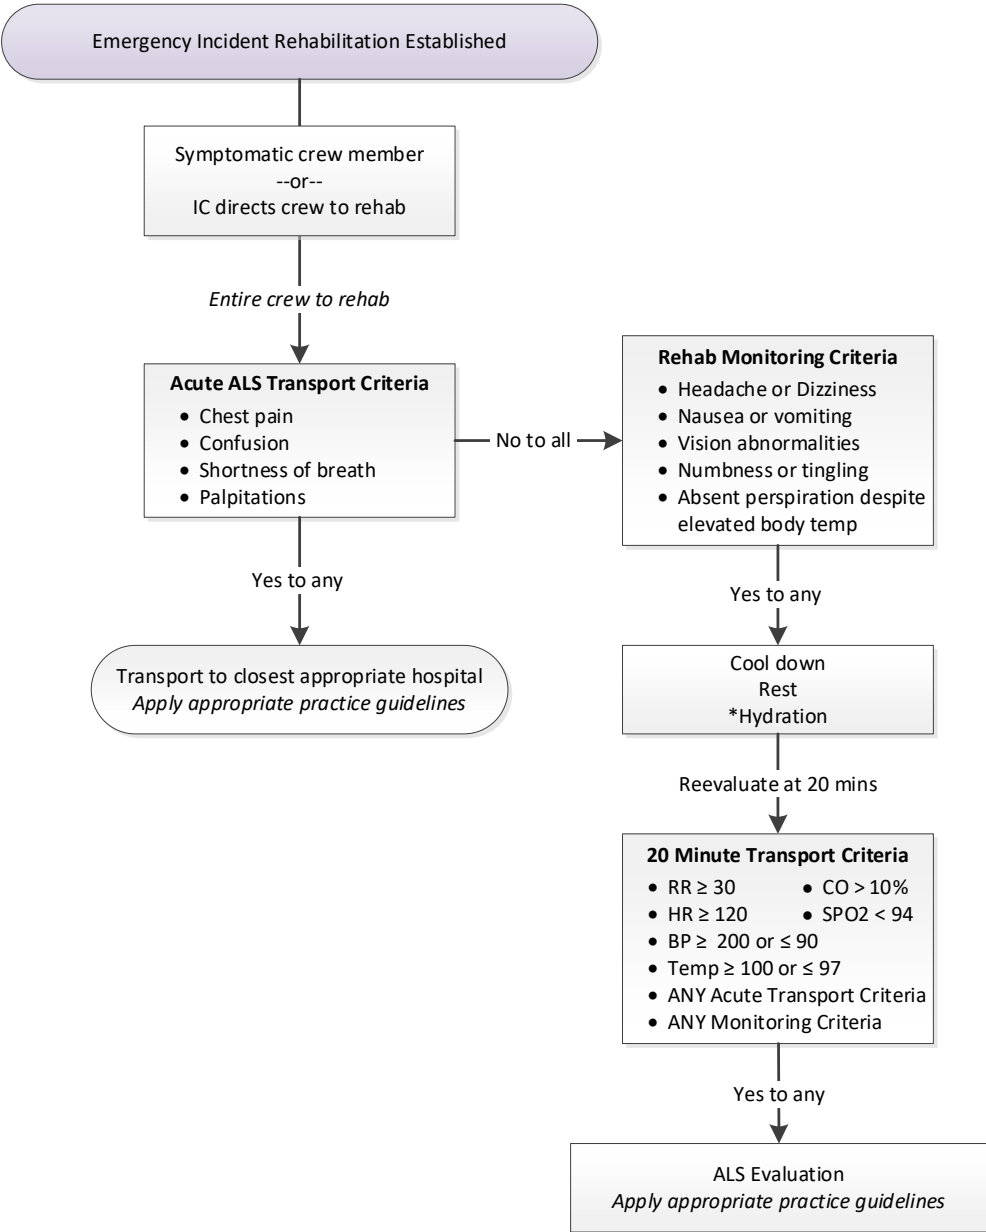 Emergency Incident Rehabilitation Established
Symptomatic crew member
--or--
IC directs crew to rehab
Entire crew to rehab
Acute ALS Transport Criteria
• Chest pain
• Confusion
• Shortness of breath
• Palpitations
No to all
Rehab Monitoring Criteria
• Headache or Dizziness
• Nausea or vomiting
• Vision abnormalities
• Numbness or tingling
• Absent perspiration despite
elevated body temp
Yes to any
Transport to closest appropriate hospital
Apply appropriate practice guidelines
Yes to any
Cool down
Rest
*Hydration
Reevaluate at 20 mins
20 Minute Transport Criteria
• RR ≥ 30 • CO > 10%
• HR ≥ 120 • SPO2 < 94
• BP ≥ 200 or ≤ 90
• Temp ≥ 100 or ≤ 97
• ANY Acute Transport Criteria
• ANY Monitoring Criteria
Yes to any
ALS Evaluation
Apply appropriate practice guidelines